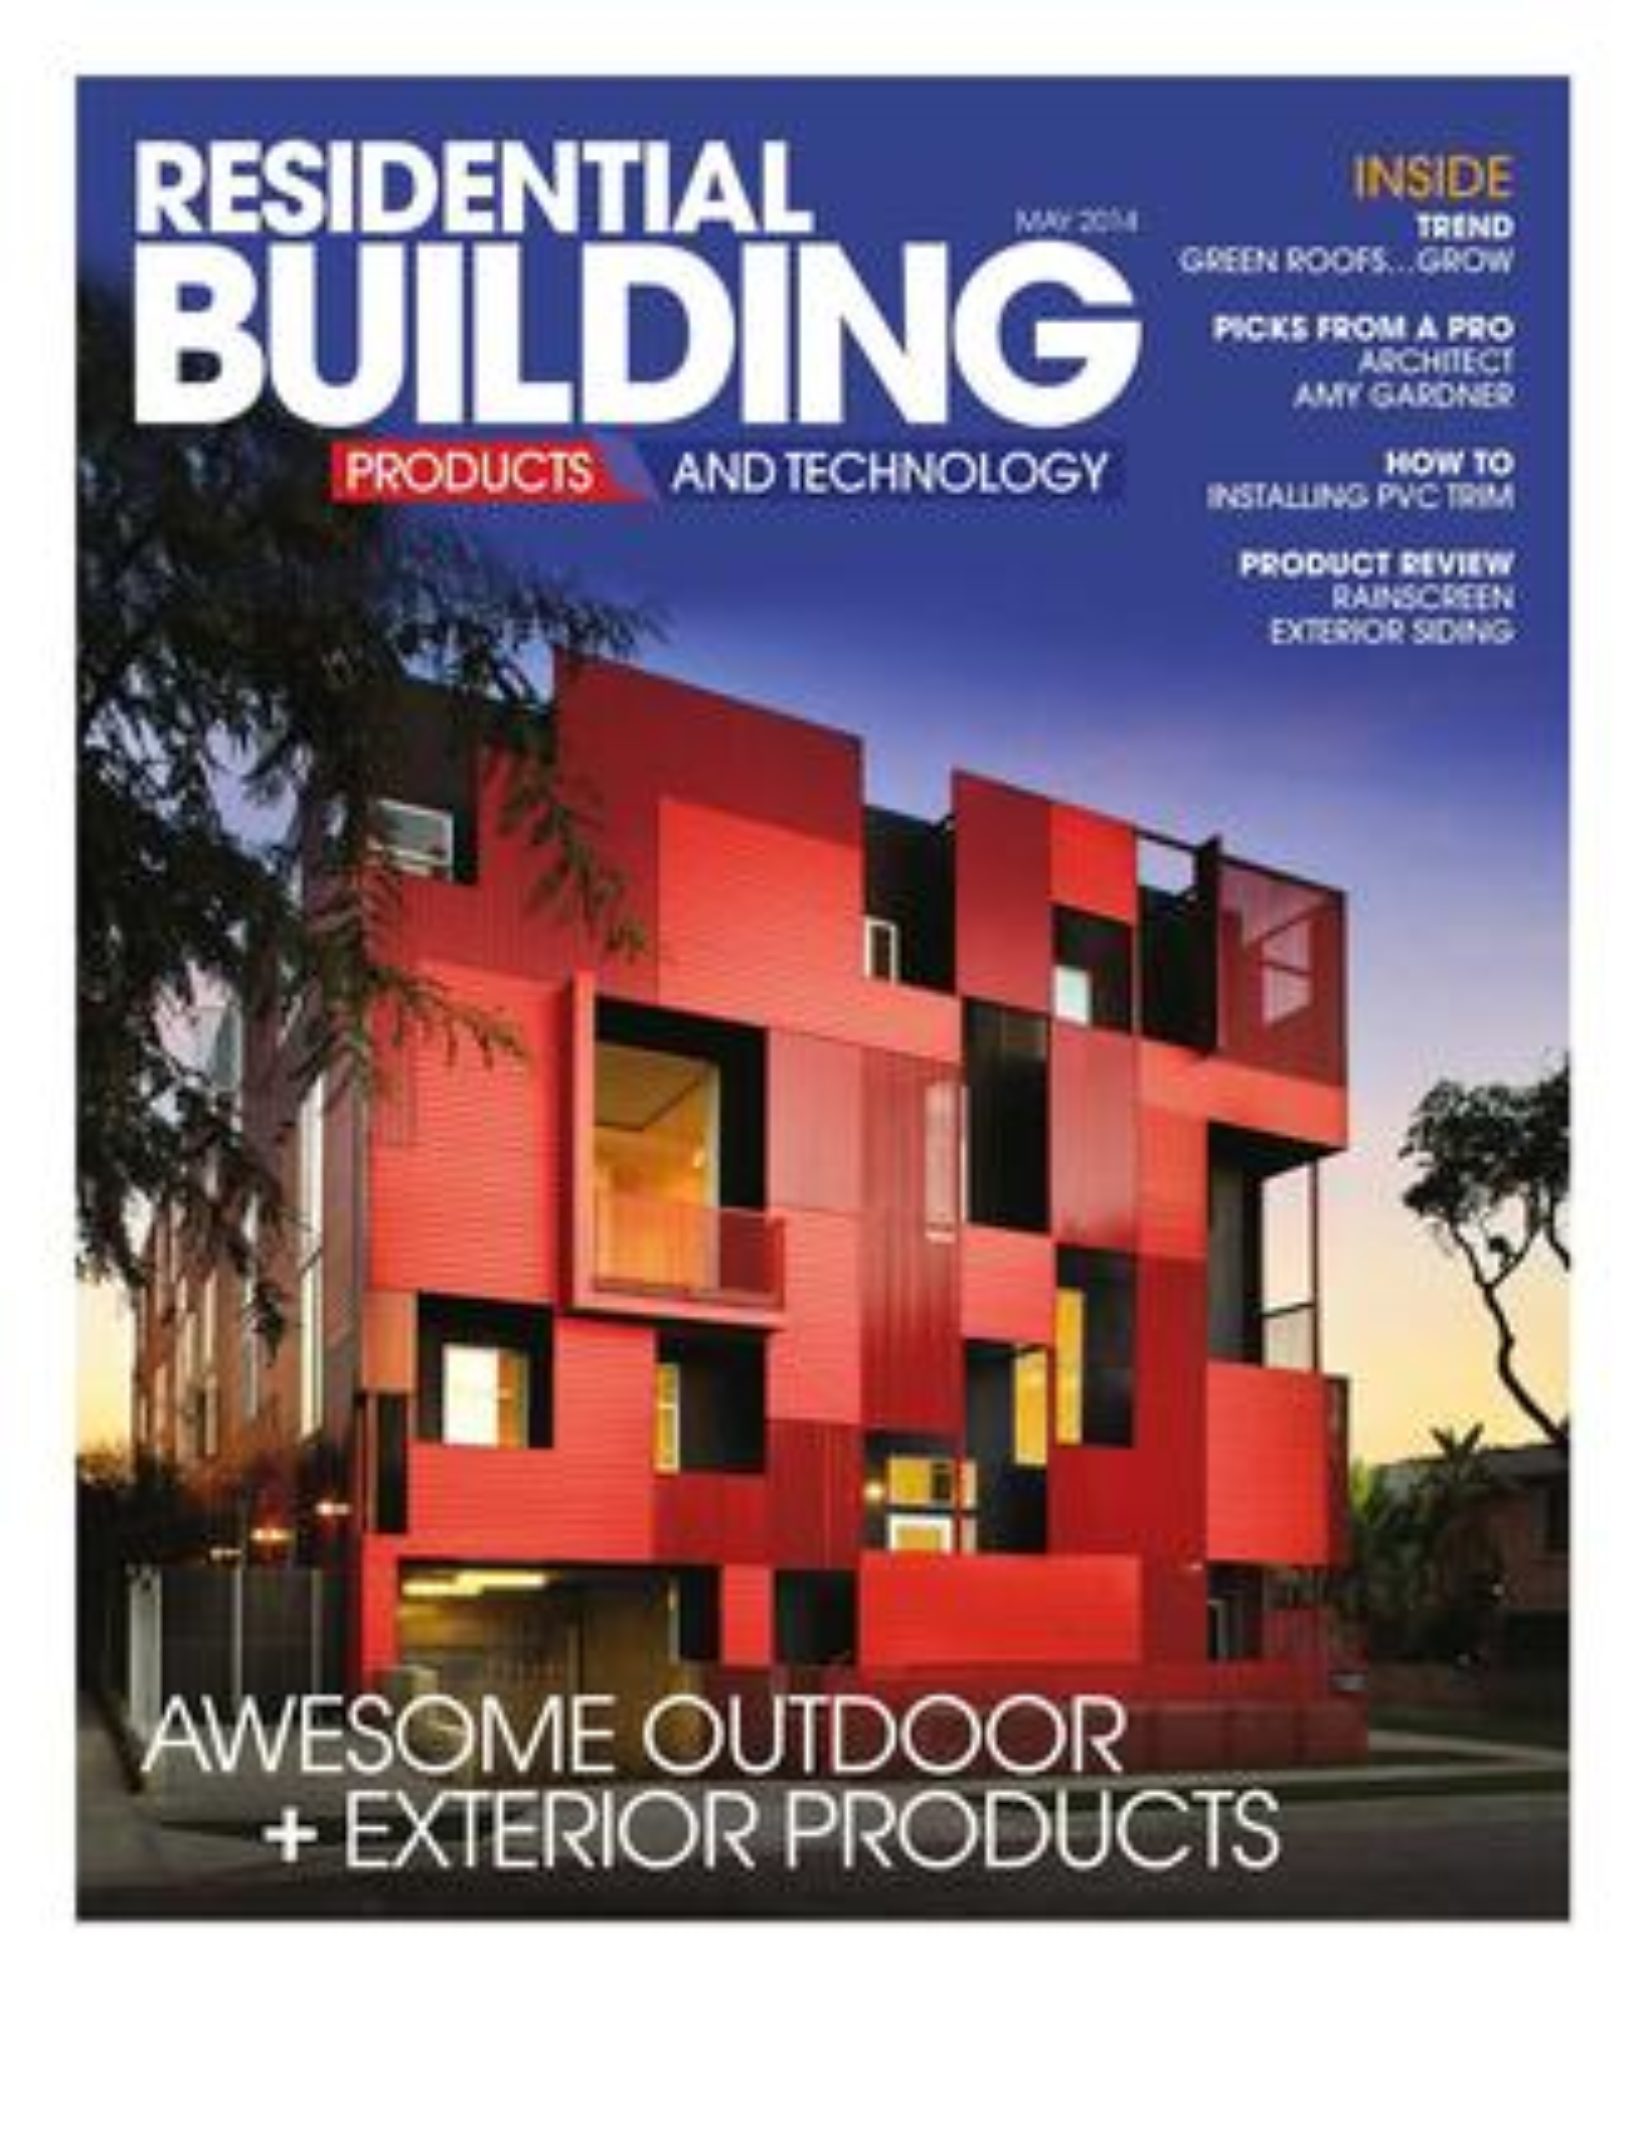 RESIDENTIAL
MAY 2014
BUILDING
PRODUCTS AND TECHNOLOGY
INSIDE
TREND
GREEN ROOFS...GROW
PICKS FROM A PRO
ARCHITECT
AMY GARDNER
HOW TO
INSTALLING PVC TRIM
PRODUCT REVIEW
RAINSCREEN
EXTERIOR SIDING
AWESOME OUTDOOR
+ EXTERIOR PRODUCTS